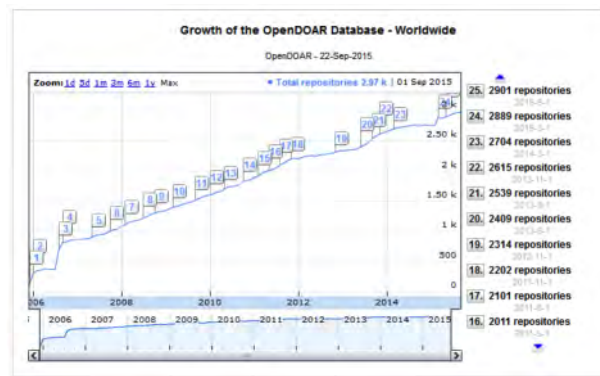 Growth of the OpenDOAR Database - Worldwide
OpenDOAR - 22-Sep-2015
Zoom: 1d 5d 1m 3m 6m 1y Max
Total repositories 2.97 k | 01 Sep 2015
25. 2901 repositories
24. 2889 repositories
23. 2704 repositories
22. 2615 repositories
2013-11-1
21. 2539 repositories
20. 2409 repositories
19. 2314 repositories
2012-11-1
18. 2202 repositories
2011-11-1
17. 2101 repositories
16. 2011 repositories
1 2 3 4 5 6 7 8 9 10 11 12 13 14 15 16 17 18 19 20 21 22 23
2.50 k
2 k
1.50 k
1 k
500
0
2008 2010 2012 2014
2006 2007 2008 2009 2010 2011 2012 2013 2014 2015